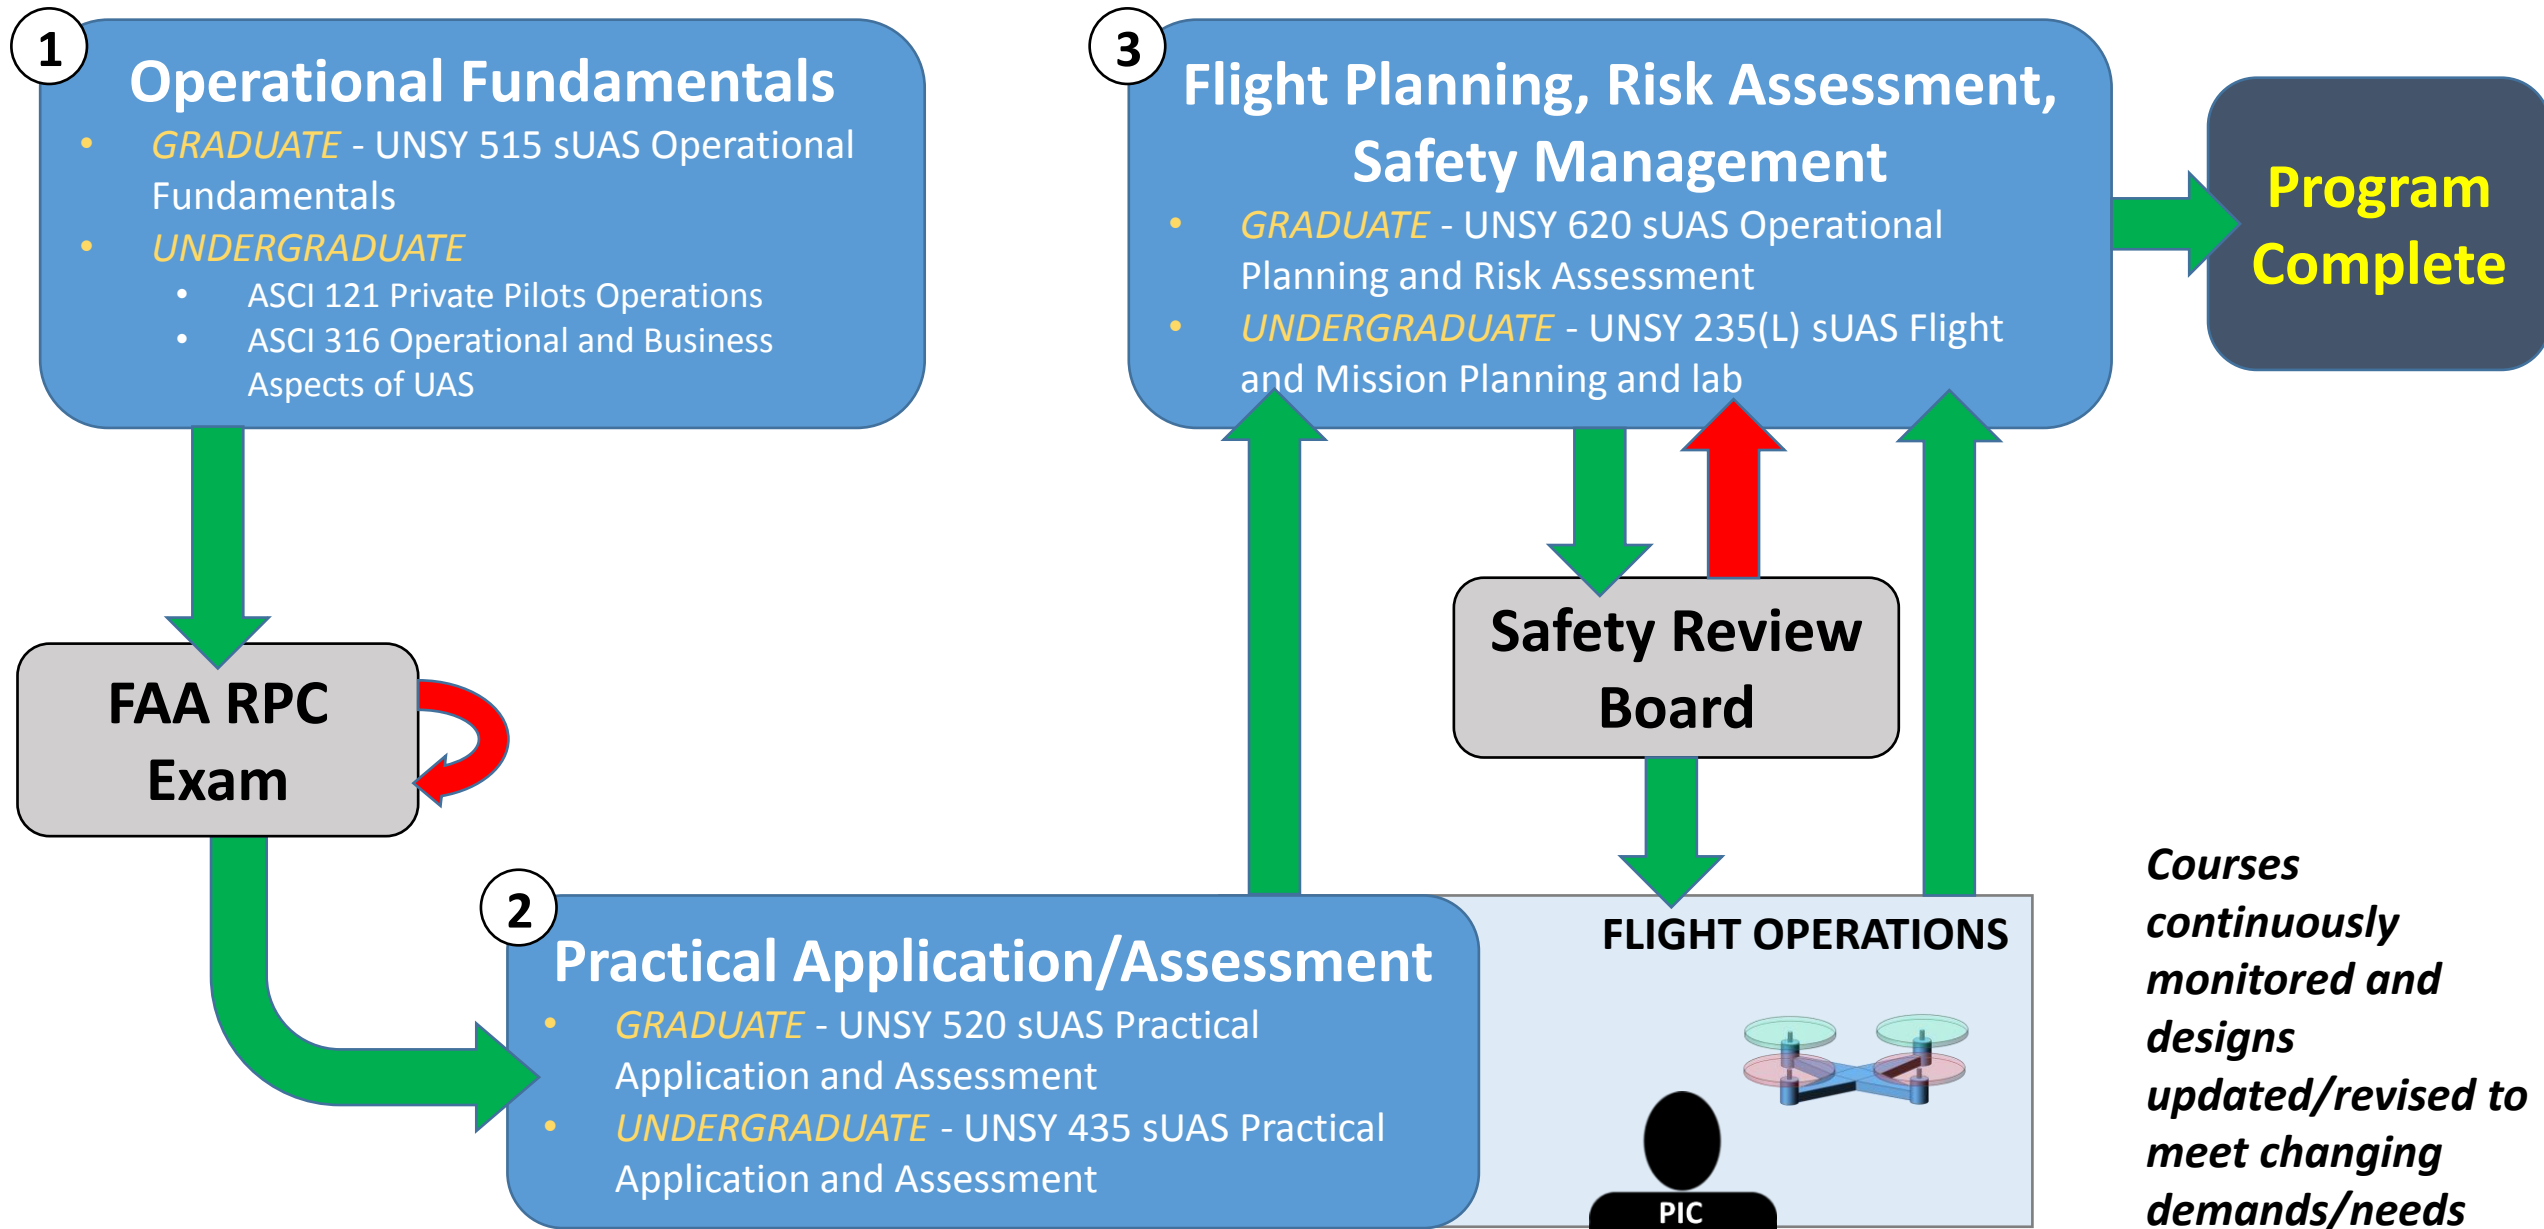 1
Operational Fundamentals
• GRADUATE - UNSY 515 sUAS Operational
Fundamentals
• UNDERGRADUATE
• ASCI 121 Private Pilots Operations
• ASCI 316 Operational and Business
Aspects of UAS
FAA RPC
Exam
2
Practical Application/Assessment
• GRADUATE - UNSY 520 sUAS Practical
Application and Assessment
• UNDERGRADUATE - UNSY 435 sUAS Practical
Application and Assessment
3
Flight Planning, Risk Assessment,
Safety Management
• GRADUATE - UNSY 620 sUAS Operational
Planning and Risk Assessment
• UNDERGRADUATE - UNSY 235(L) sUAS Flight
and Mission Planning and lab
Safety Review
Board
FLIGHT OPERATIONS
PIC
Program
Complete
Courses
continuously
monitored and
designs
updated/revised to
meet changing
demands/needs